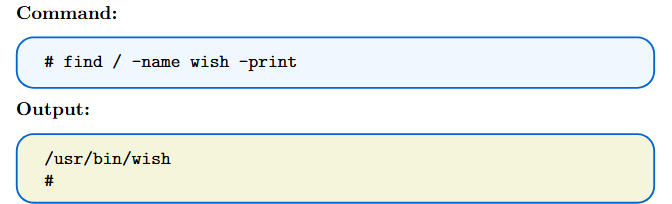 Command:
# find / -name wish -print
Output:
/usr/bin/wish
#